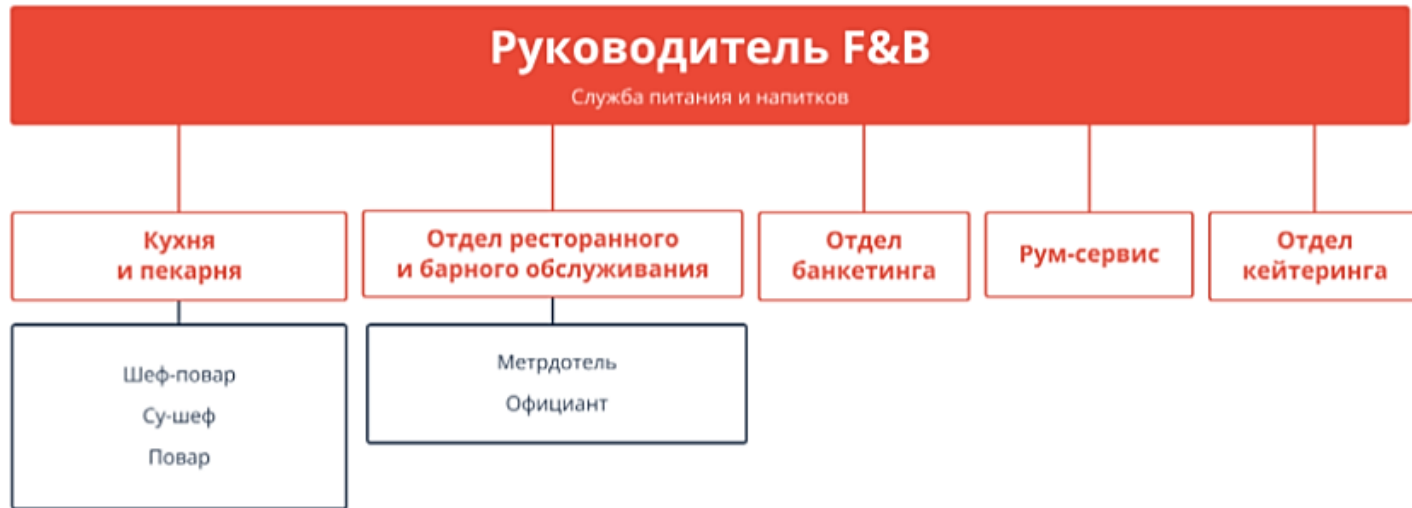 Руководитель F&B
Служба питания и напитков
Кухня
и пекарня
Отдел ресторанного
и барного обслуживания
Отдел
банкетинга
Рум-сервис
Отдел
кейтеринга
Шеф-повар
Су-шеф
Повар
Метрдотель
Официант